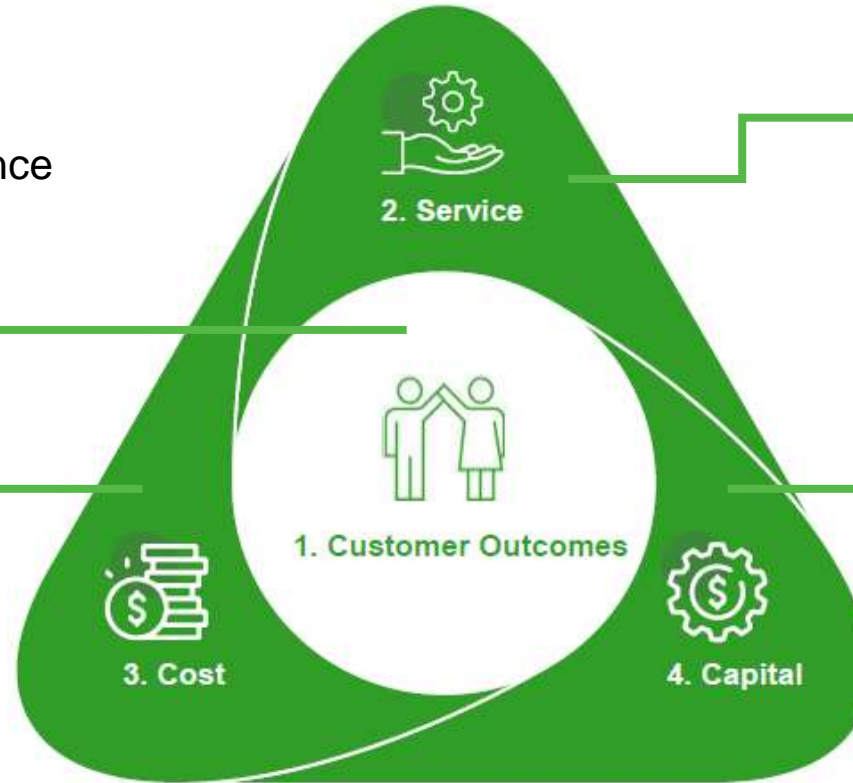 nce
2. Service
1. Customer Outcomes
3. Cost
4. Capital